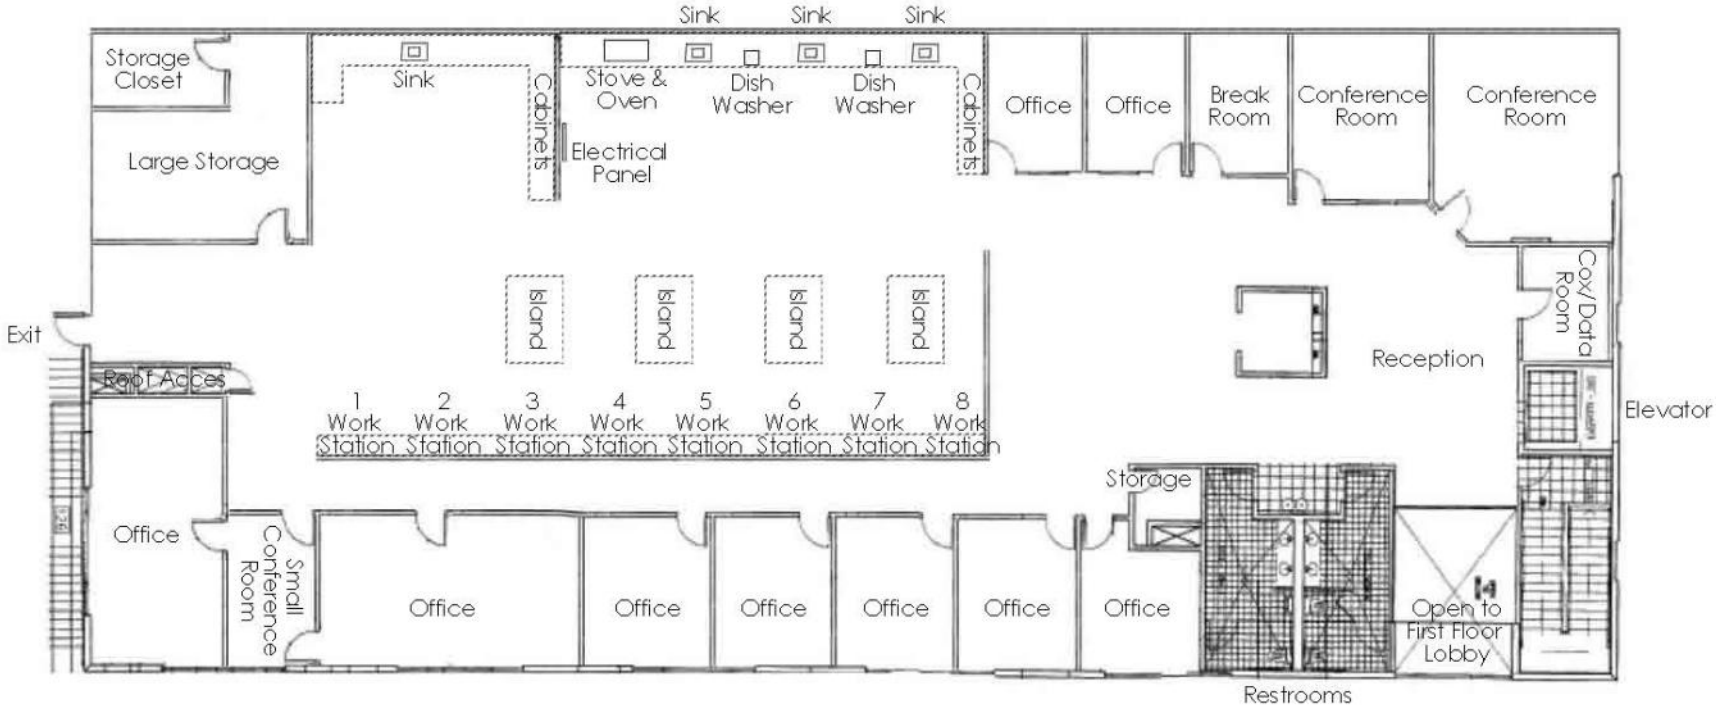 Sink
Sink
Sink
Storage
Closet
Sink
Cabinets
Stove &
Oven
Dish
Washer
Dish
Washer
Cabinets
Office
Office
Break
Room
Conference
Room
Conference
Room
Large Storage
Electrical
Panel
Cox/Data
Room
Exit
Island
Island
Island
Island
Reception
Roof Acces
Elevator
1
Work
Station
2
Work
Station
3
Work
Station
4
Work
Station
5
Work
Station
6
Work
Station
7
Work
Station
8
Work
Station
Storage
Office
Small
Conference
Room
Office
Office
Office
Office
Office
Office
Open to
First Floor
Lobby
Restrooms